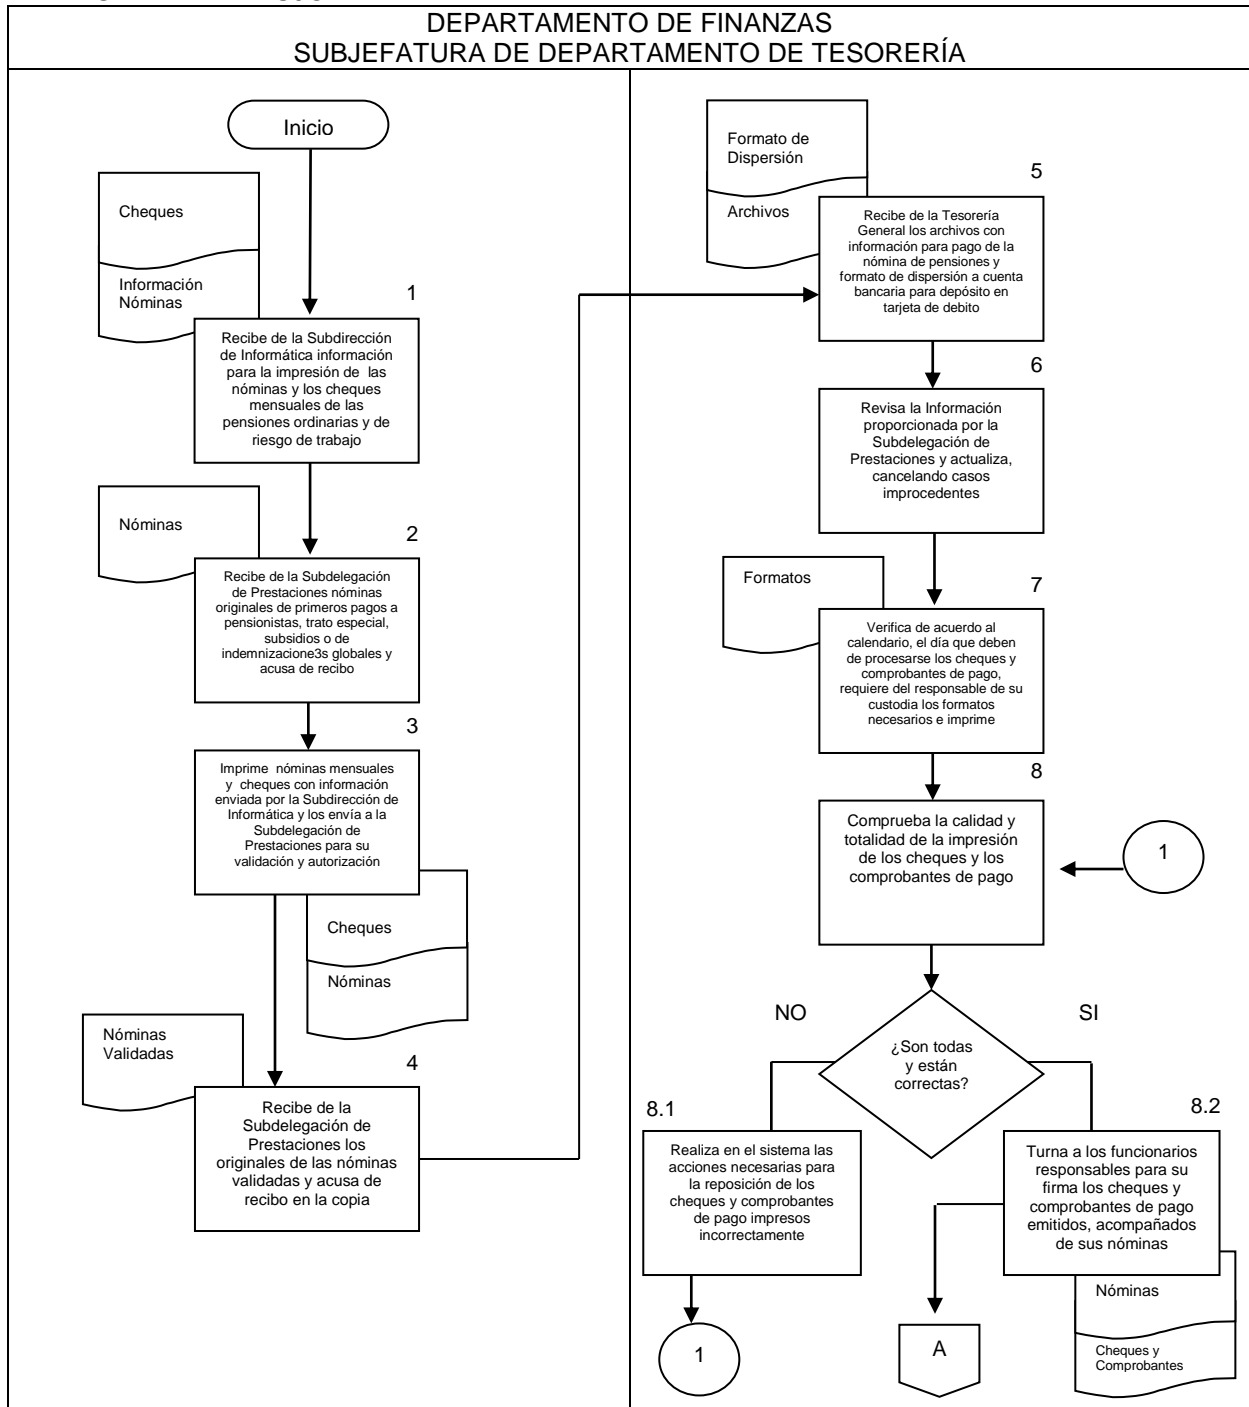 DEPARTAMENTO DE FINANZAS
SUBJEFATURA DE DEPARTAMENTO DE TESORERÍA
Inicio
Cheques
Información
Nóminas
1
Recibe de la Subdirección
de Informática información
para la impresión de las
nóminas y los cheques
mensuales de las
pensiones ordinarias y de
riesgo de trabajo
Nóminas
2
Recibe de la Subdelegación
de Prestaciones nóminas
originales de primeros pagos a
pensionistas, trato especial,
subsidios o de
indemnizacione3s globales y
acusa de recibo
3
Imprime nóminas mensuales
y cheques con información
enviada por la Subdirección de
Informática y los envía a la
Subdelegación de
Prestaciones para su
validación y autorización
Cheques
Nóminas
Nóminas
Validadas
4
Recibe de la
Subdelegación de
Prestaciones los
originales de las nóminas
validadas y acusa de
recibo en la copia
Formato de
Dispersión
Archivos
5
Recibe de la Tesorería
General los archivos con
información para pago de la
nómina de pensiones y
formato de dispersión a cuenta
bancaria para depósito en
tarjeta de debito
6
Revisa la Información
proporcionada por la
Subdelegación de
Prestaciones y actualiza,
cancelando casos
improcedentes
Formatos
7
Verifica de acuerdo al
calendario, el día que deben
de procesarse los cheques y
comprobantes de pago,
requiere del responsable de su
custodia los formatos
necesarios e imprime
8
Comprueba la calidad y
totalidad de la impresión
de los cheques y los
comprobantes de pago
1
NO
SI
¿Son todas
y están
correctas?
8.1
Realiza en el sistema las
acciones necesarias para
la reposición de los
cheques y comprobantes
de pago impresos
incorrectamente
1
8.2
Turna a los funcionarios
responsables para su
firma los cheques y
comprobantes de pago
emitidos, acompañados
de sus nóminas
Nóminas
Cheques y
Comprobantes
A